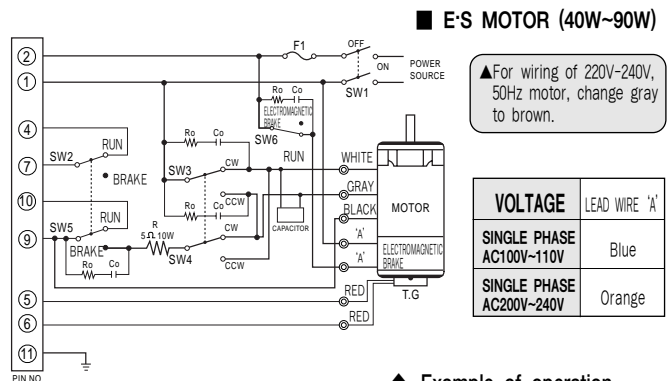 ■ E·S MOTOR (40W~90W)
2
F1
OFF
ON
POWER
SOURCE
SW1
1
Ro Co
ELECTROMAGNETIC
BRAKE
SW6
▲For wiring of 220V-240V,
50Hz motor, change gray
to brown.
4
RUN
SW2
7
BRAKE
10
RUN
SW5
9
BRAKE
Ro Co
R
5Ω 10W
Ro Co
SW3
CW
CCW
Ro Co
CW
SW4
CCW
RUN
CAPACITOR
WHITE
GRAY
BLACK
'A'
'A'
RED
RED
MOTOR
ELECTROMAGNETIC
BRAKE
T.G
5
6
11
PIN NO
VOLTAGE LEAD WIRE 'A'
SINGLE PHASE
AC100V~110V
Blue
SINGLE PHASE
AC200V~240V
Orange
◆ Example of operation